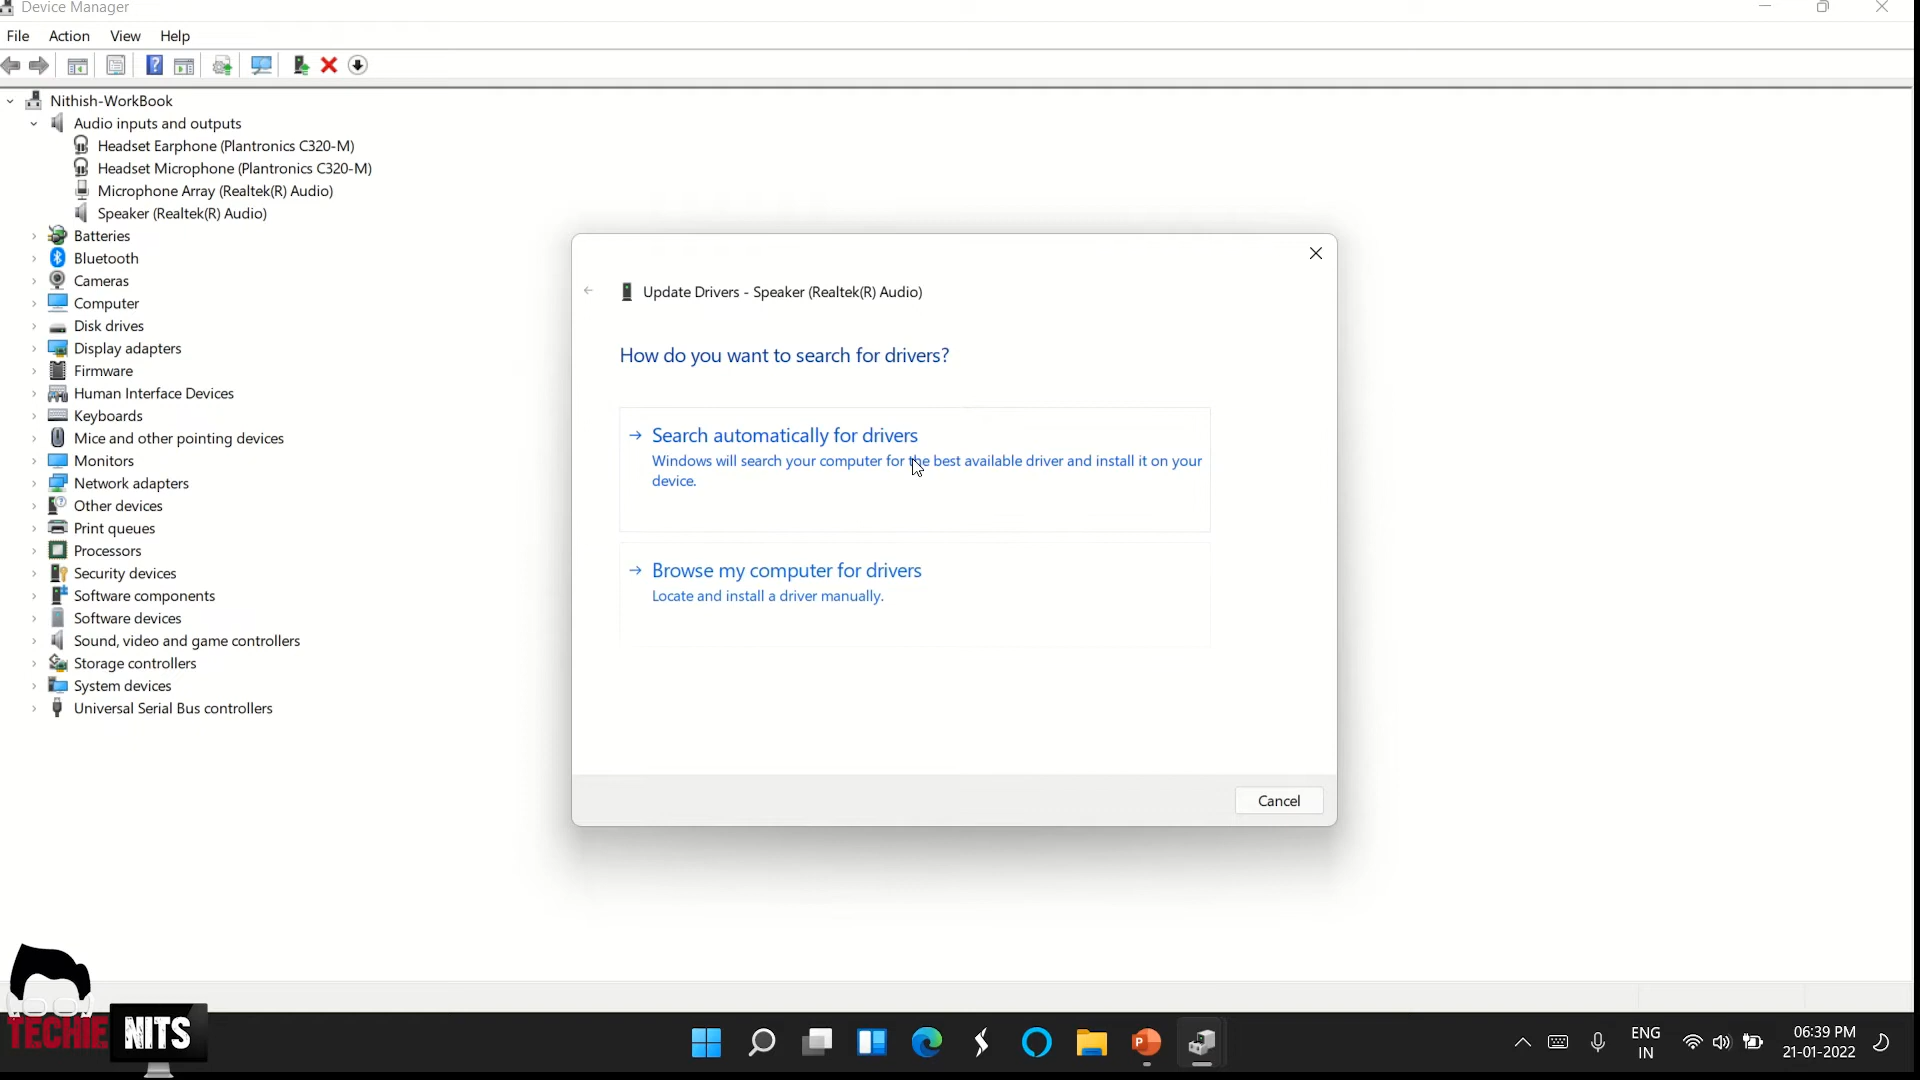 Device Manager
File Action View Help
Nithish-WorkBook
Audio inputs and outputs
Headset Earphone (Plantronics C320-M)
Headset Microphone (Plantronics C320-M)
Microphone Array (Realtek(R) Audio)
Speaker (Realtek(R) Audio)
Batteries
Bluetooth
Cameras
Computer
Disk drives
Display adapters
Firmware
Human Interface Devices
Keyboards
Mice and other pointing devices
Monitors
Network adapters
Other devices
Print queues
Processors
Security devices
Software components
Software devices
Sound, video and game controllers
Storage controllers
System devices
Universal Serial Bus controllers
Update Drivers - Speaker (Realtek(R) Audio)
How do you want to search for drivers?
Search automatically for drivers
Windows will search your computer for the best available driver and install it on your
device.
Browse my computer for drivers
Locate and install a driver manually.
Cancel
TECHIE NITS
ENG
IN
06:39 PM
21-01-2022